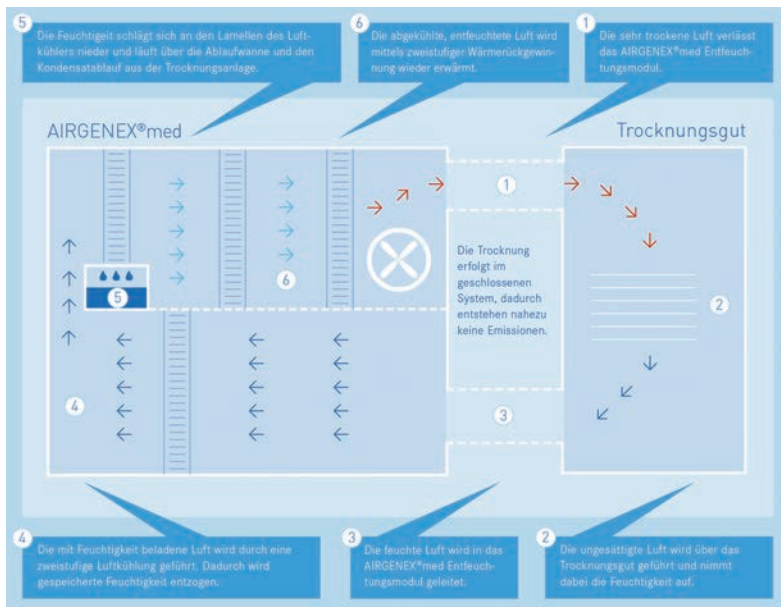 5
Die Feuchtigeit schlägt sich an den Lamellen des Luft-
kühlers nieder und läuft über die Ablaufwanne und den
Kondensatablauf aus der Trocknungsanlage.
6
Die abgekühlte, entfeuchtete Luft wird
mittels zweistufiger Wärmerückgewin-
nung wieder erwärmt.
1
Die sehr trockene Luft verlässt
das AIRGENEX®med Entfeuch-
tungsmodul.
AIRGENEX®med
Trocknungsgut
1
Die Trocknung
erfolgt im
geschlossenen
System, dadurch
entstehen nahezu
keine Emissionen.
6
5
2
4
3
4
Die mit Feuchtigkeit beladene Luft wird durch eine
zweistufige Luftkühlung geführt. Dadurch wird
gespeicherte Feuchtigkeit entzogen.
3
Die feuchte Luft wird in das
AIRGENEX®med Entfeuch-
tungsmodul geleitet.
2
Die ungesättigte Luft wird über das
Trocknungsgut geführt und nimmt
dabei die Feuchtigkeit auf.